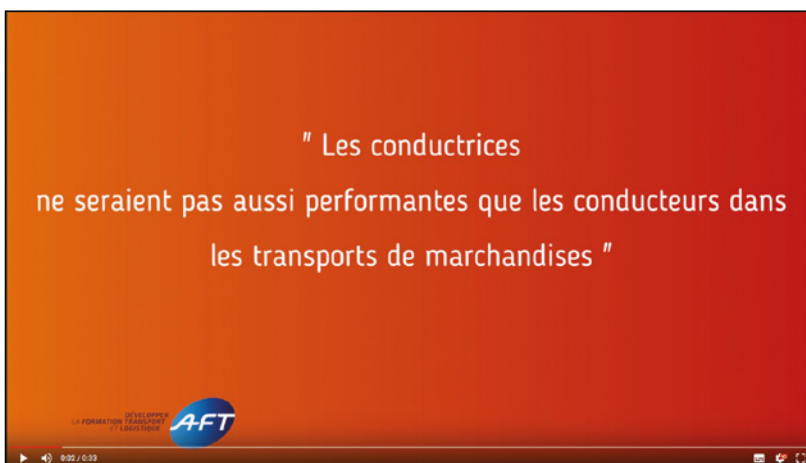 " Les conductrices
ne seraient pas aussi performantes que les conducteurs dans
les transports de marchandises "
DÉVELOPPER
LA FORMATION TRANSPORT
ET LOGISTIQUE
AFT
0:02 / 0:33